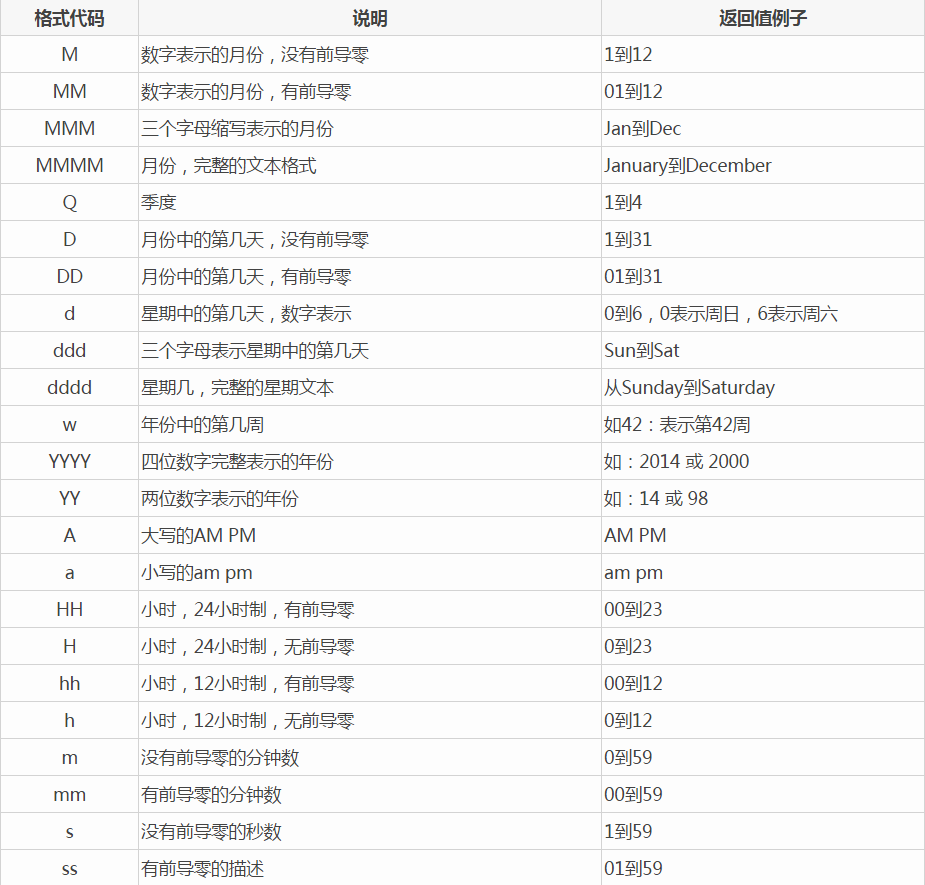 格式代码 说明 返回值例子
M 数字表示的月份，没有前导零 1到12
MM 数字表示的月份，有前导零 01到12
MMM 三个字母缩写表示的月份 Jan到Dec
MMMM 月份，完整的文本格式 January到December
Q 季度 1到4
D 月份中的第几天，没有前导零 1到31
DD 月份中的第几天，有前导零 01到31
d 星期中的第几天，数字表示 0到6，0表示周日，6表示周六
ddd 三个字母表示星期中的第几天 Sun到Sat
dddd 星期几，完整的星期文本 从Sunday到Saturday
w 年份中的第几周 如42：表示第42周
YYYY 四位数字完整表示的年份 如：2014 或 2000
YY 两位数字表示的年份 如：14 或 98
A 大写的AM PM AM PM
a 小写的am pm am pm
HH 小时，24小时制，有前导零 00到23
H 小时，24小时制，无前导零 0到23
hh 小时，12小时制，有前导零 00到12
h 小时，12小时制，无前导零 0到12
m 没有前导零的分钟数 0到59
mm 有前导零的分钟数 00到59
s 没有前导零的秒数 1到59
ss 有前导零的描述 01到59